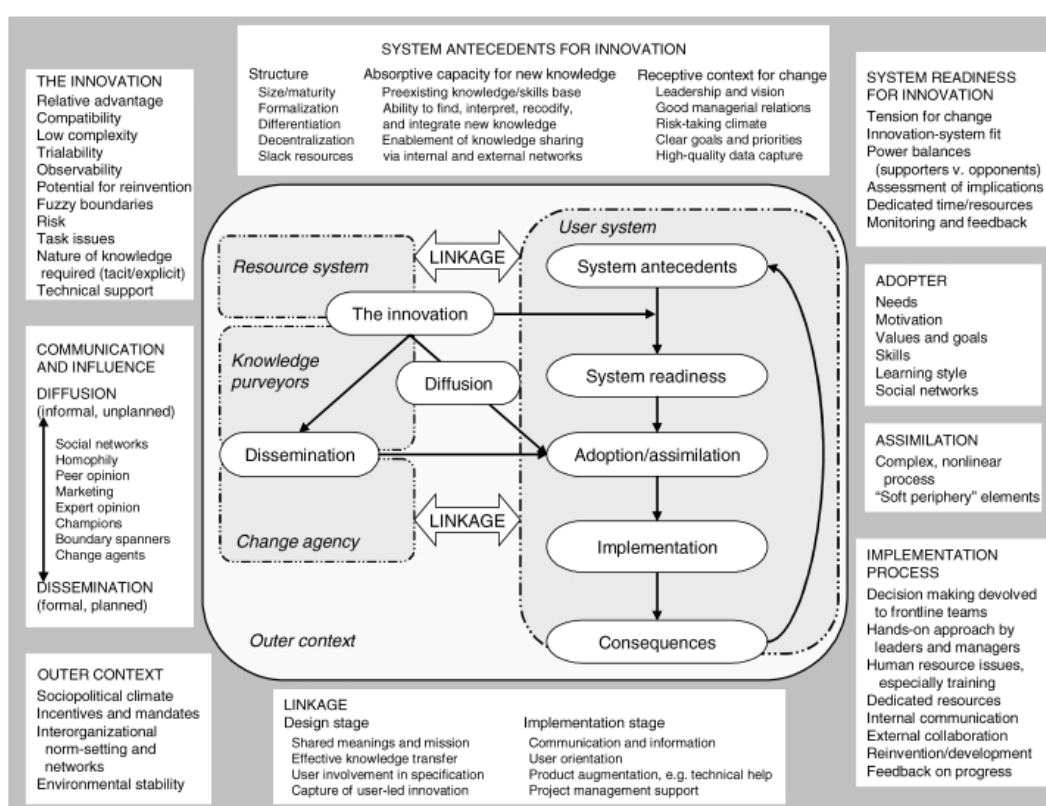 SYSTEM ANTECEDENTS FOR INNOVATION
Structure
Size/maturity
Formalization
Differentiation
Decentralization
Slack resources
Absorptive capacity for new knowledge
Preexisting knowledge/skills base
Ability to find, interpret, recodify,
and integrate new knowledge
Enablement of knowledge sharing
via internal and external networks
Receptive context for change
Leadership and vision
Good managerial relations
Risk-taking climate
Clear goals and priorities
High-quality data capture
THE INNOVATION
Relative advantage
Compatibility
Low complexity
Trialability
Observability
Potential for reinvention
Fuzzy boundaries
Risk
Task issues
Nature of knowledge
required (tacit/explicit)
Technical support
COMMUNICATION
AND INFLUENCE
DIFFUSION
(informal, unplanned)
Social networks
Homophily
Peer opinion
Marketing
Expert opinion
Champions
Boundary spanners
Change agents
DISSEMINATION
(formal, planned)
OUTER CONTEXT
Sociopolitical climate
Incentives and mandates
Interorganizational
norm-setting and
networks
Environmental stability
Resource system
LINKAGE
The innovation
Knowledge
purveyors
Diffusion
Dissemination
LINKAGE
Change agency
Outer context
User system
System antecedents
System readiness
Adoption/assimilation
Implementation
Consequences
LINKAGE
Design stage
Shared meanings and mission
Effective knowledge transfer
User involvement in specification
Capture of user-led innovation
Implementation stage
Communication and information
User orientation
Product augmentation, e.g. technical help
Project management support
SYSTEM READINESS
FOR INNOVATION
Tension for change
Innovation-system fit
Power balances
(supporters v. opponents)
Assessment of implications
Dedicated time/resources
Monitoring and feedback
ADOPTER
Needs
Motivation
Values and goals
Skills
Learning style
Social networks
ASSIMILATION
Complex, nonlinear
process
“Soft periphery” elements
IMPLEMENTATION
PROCESS
Decision making devolved
to frontline teams
Hands-on approach by
leaders and managers
Human resource issues,
especially training
Dedicated resources
Internal communication
External collaboration
Reinvention/development
Feedback on progress